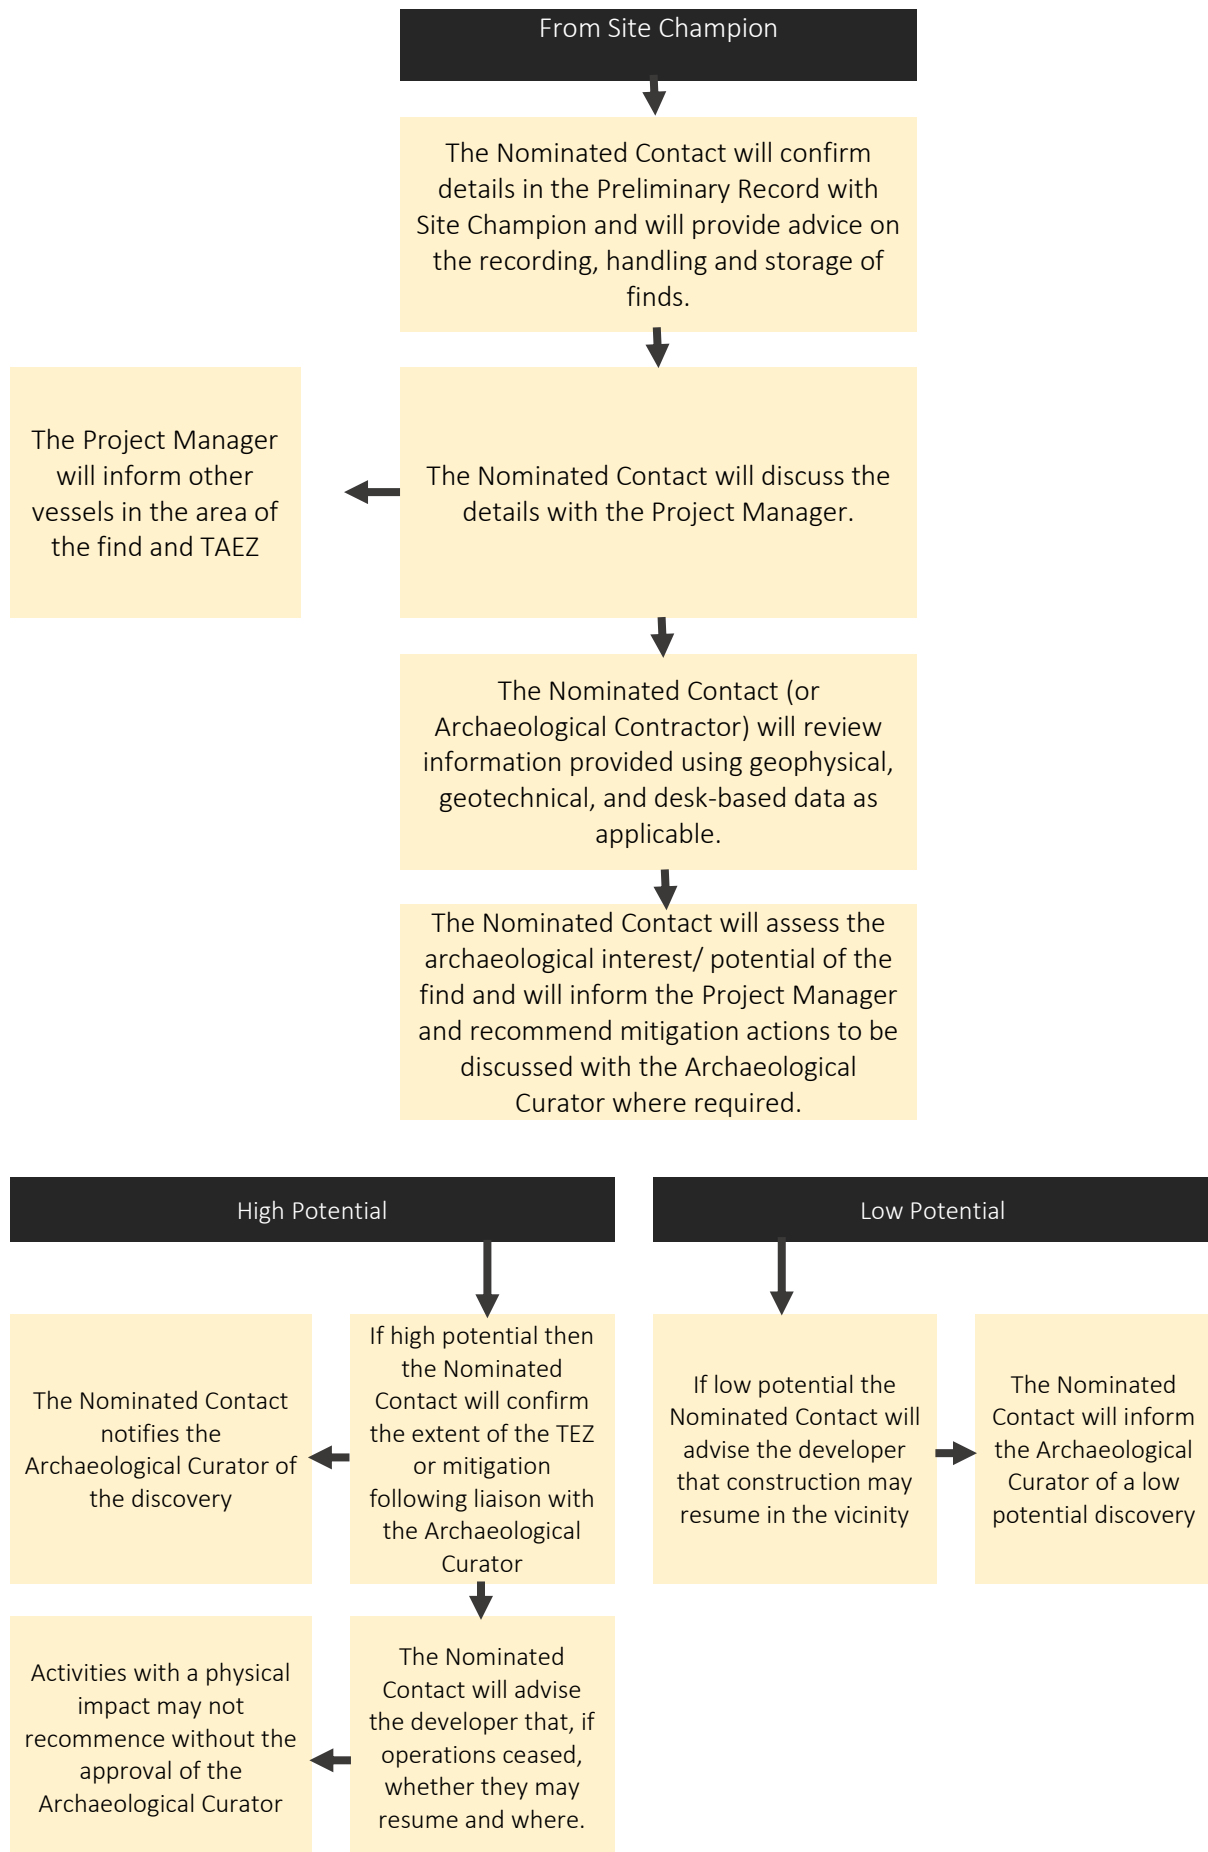 From Site Champion
The Nominated Contact will confirm
details in the Preliminary Record with
Site Champion and will provide advice on
the recording, handling and storage of
finds.
The Project Manager
will inform other
vessels in the area of
the find and TAEZ
The Nominated Contact will discuss the
details with the Project Manager.
The Nominated Contact (or
Archaeological Contractor) will review
information provided using geophysical,
geotechnical, and desk-based data as
applicable.
The Nominated Contact will assess the
archaeological interest/ potential of the
find and will inform the Project Manager
and recommend mitigation actions to be
discussed with the Archaeological
Curator where required.
High Potential
Low Potential
The Nominated Contact
notifies the
Archaeological Curator of
the discovery
If high potential then
the Nominated
Contact will confirm
the extent of the TEZ
or mitigation
following liaison with
the Archaeological
Curator
If low potential the
Nominated Contact will
advise the developer
that construction may
resume in the vicinity
The Nominated
Contact will inform
the Archaeological
Curator of a low
potential discovery
Activities with a physical
impact may not
recommence without the
approval of the
Archaeological Curator
The Nominated
Contact will advise
the developer that, if
operations ceased,
whether they may
resume and where.